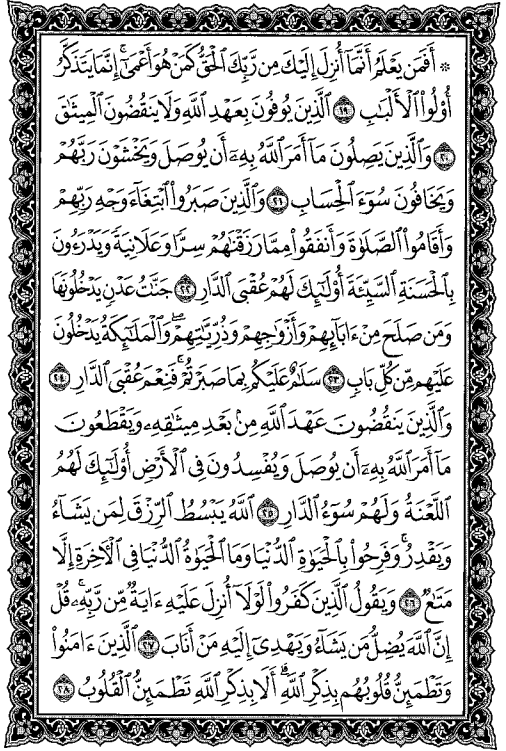 ۞ أَفَمَن يَعْلَمُ أَنَّمَآ أُنزِلَ إِلَيْكَ مِن رَّبِّكَ ٱلْحَقُّ كَمَنْ هُوَ أَعْمَىٰٓ ۚ إِنَّمَا يَتَذَكَّرُ
أُو۟لُوا۟ ٱلْأَلْبَٰبِ ١٩ ٱلَّذِينَ يُوفُونَ بِعَهْدِ ٱللَّهِ وَلَا يَنقُضُونَ ٱلْمِيثَٰقَ
٢٠ وَٱلَّذِينَ يَصِلُونَ مَآ أَمَرَ ٱللَّهُ بِهِۦٓ أَن يُوصَلَ وَيَخْشَوْنَ رَبَّهُمْ
وَيَخَافُونَ سُوٓءَ ٱلْحِسَابِ ٢١ وَٱلَّذِينَ صَبَرُوا۟ ٱبْتِغَآءَ وَجْهِ رَبِّهِمْ
وَأَقَامُوا۟ ٱلصَّلَوٰةَ وَأَنفَقُوا۟ مِمَّا رَزَقْنَٰهُمْ سِرًّا وَعَلَانِيَةً وَيَدْرَءُونَ
بِٱلْحَسَنَةِ ٱلسَّيِّئَةَ أُو۟لَٰٓئِكَ لَهُمْ عُقْبَى ٱلدَّارِ ٢٢ جَنَّٰتُ عَدْنٍ يَدْخُلُونَهَا
وَمَن صَلَحَ مِنْ ءَابَآئِهِمْ وَأَزْوَٰجِهِمْ وَذُرِّيَّٰتِهِمْ ۖ وَٱلْمَلَٰٓئِكَةُ يَدْخُلُونَ
عَلَيْهِم مِّن كُلِّ بَابٍ ٢٣ سَلَٰمٌ عَلَيْكُم بِمَا صَبَرْتُمْ ۚ فَنِعْمَ عُقْبَى ٱلدَّارِ ٢٤
وَٱلَّذِينَ يَنقُضُونَ عَهْدَ ٱللَّهِ مِنۢ بَعْدِ مِيثَٰقِهِۦ وَيَقْطَعُونَ
مَآ أَمَرَ ٱللَّهُ بِهِۦٓ أَن يُوصَلَ وَيُفْسِدُونَ فِى ٱلْأَرْضِ ۙ أُو۟لَٰٓئِكَ لَهُمُ
ٱللَّعْنَةُ وَلَهُمْ سُوٓءُ ٱلدَّارِ ٢٥ ٱللَّهُ يَبْسُطُ ٱلرِّزْقَ لِمَن يَشَآءُ
وَيَقْدِرُ ۚ وَفَرِحُوا۟ بِٱلْحَيَوٰةِ ٱلدُّنْيَا وَمَا ٱلْحَيَوٰةُ ٱلدُّنْيَا فِى ٱلْءَاخِرَةِ إِلَّا
مَتَٰعٌ ٢٦ وَيَقُولُ ٱلَّذِينَ كَفَرُوا۟ لَوْلَآ أُنزِلَ عَلَيْهِ ءَايَةٌ مِّن رَّبِّهِۦ ۗ قُلْ
إِنَّ ٱللَّهَ يُضِلُّ مَن يَشَآءُ وَيَهْدِىٓ إِلَيْهِ مَنْ أَنَابَ ٢٧ ٱلَّذِينَ ءَامَنُوا۟
وَتَطْمَئِنُّ قُلُوبُهُم بِذِكْرِ ٱللَّهِ ۗ أَلَا بِذِكْرِ ٱللَّهِ تَطْمَئِنُّ ٱلْقُلُوبُ ٢٨